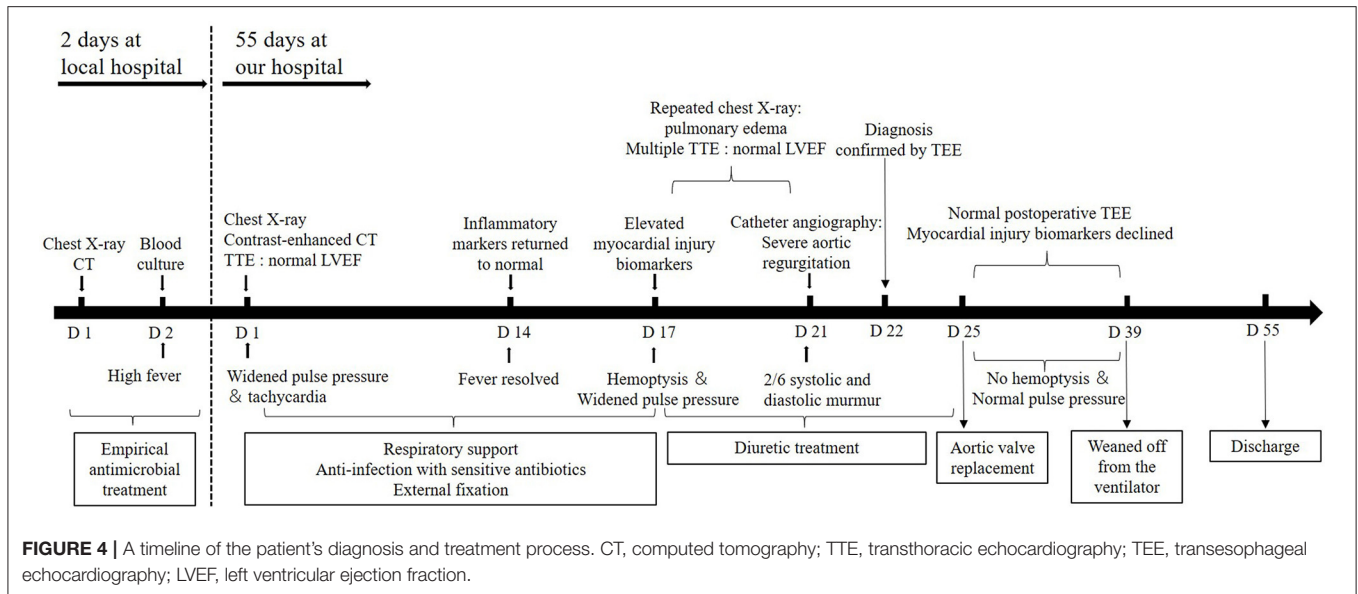 2 days at
local hospital
55 days at
our hospital
Repeated chest X-ray:
pulmonary edema
Multiple TTE : normal LVEF
Diagnosis
confirmed by TEE
Chest X-ray
CT
Blood
culture
Chest X-ray
Contrast-enhanced CT
TTE : normal LVEF
Inflammatory
markers returned
to normal
Elevated
myocardial injury
biomarkers
Catheter angiography:
Severe aortic
regurgitation
Normal postoperative TEE
Myocardial injury biomarkers declined
D 1
D 2
D 1
D 14
D 17
D 21
D 22
D 25
D 39
D 55
High fever
Widened pulse pressure
& tachycardia
Fever resolved
Hemoptysis &
Widened pulse pressure
2/6 systolic and
diastolic murmur
No hemoptysis &
Normal pulse pressure
Empirical
antimicrobial
treatment
Respiratory support
Anti-infection with sensitive antibiotics
External fixation
Diuretic treatment
Aortic valve
replacement
Weaned off
from the
ventilator
Discharge
FIGURE 4 | A timeline of the patient's diagnosis and treatment process. CT, computed tomography; TTE, transthoracic echocardiography; TEE, transesophageal
echocardiography; LVEF, left ventricular ejection fraction.